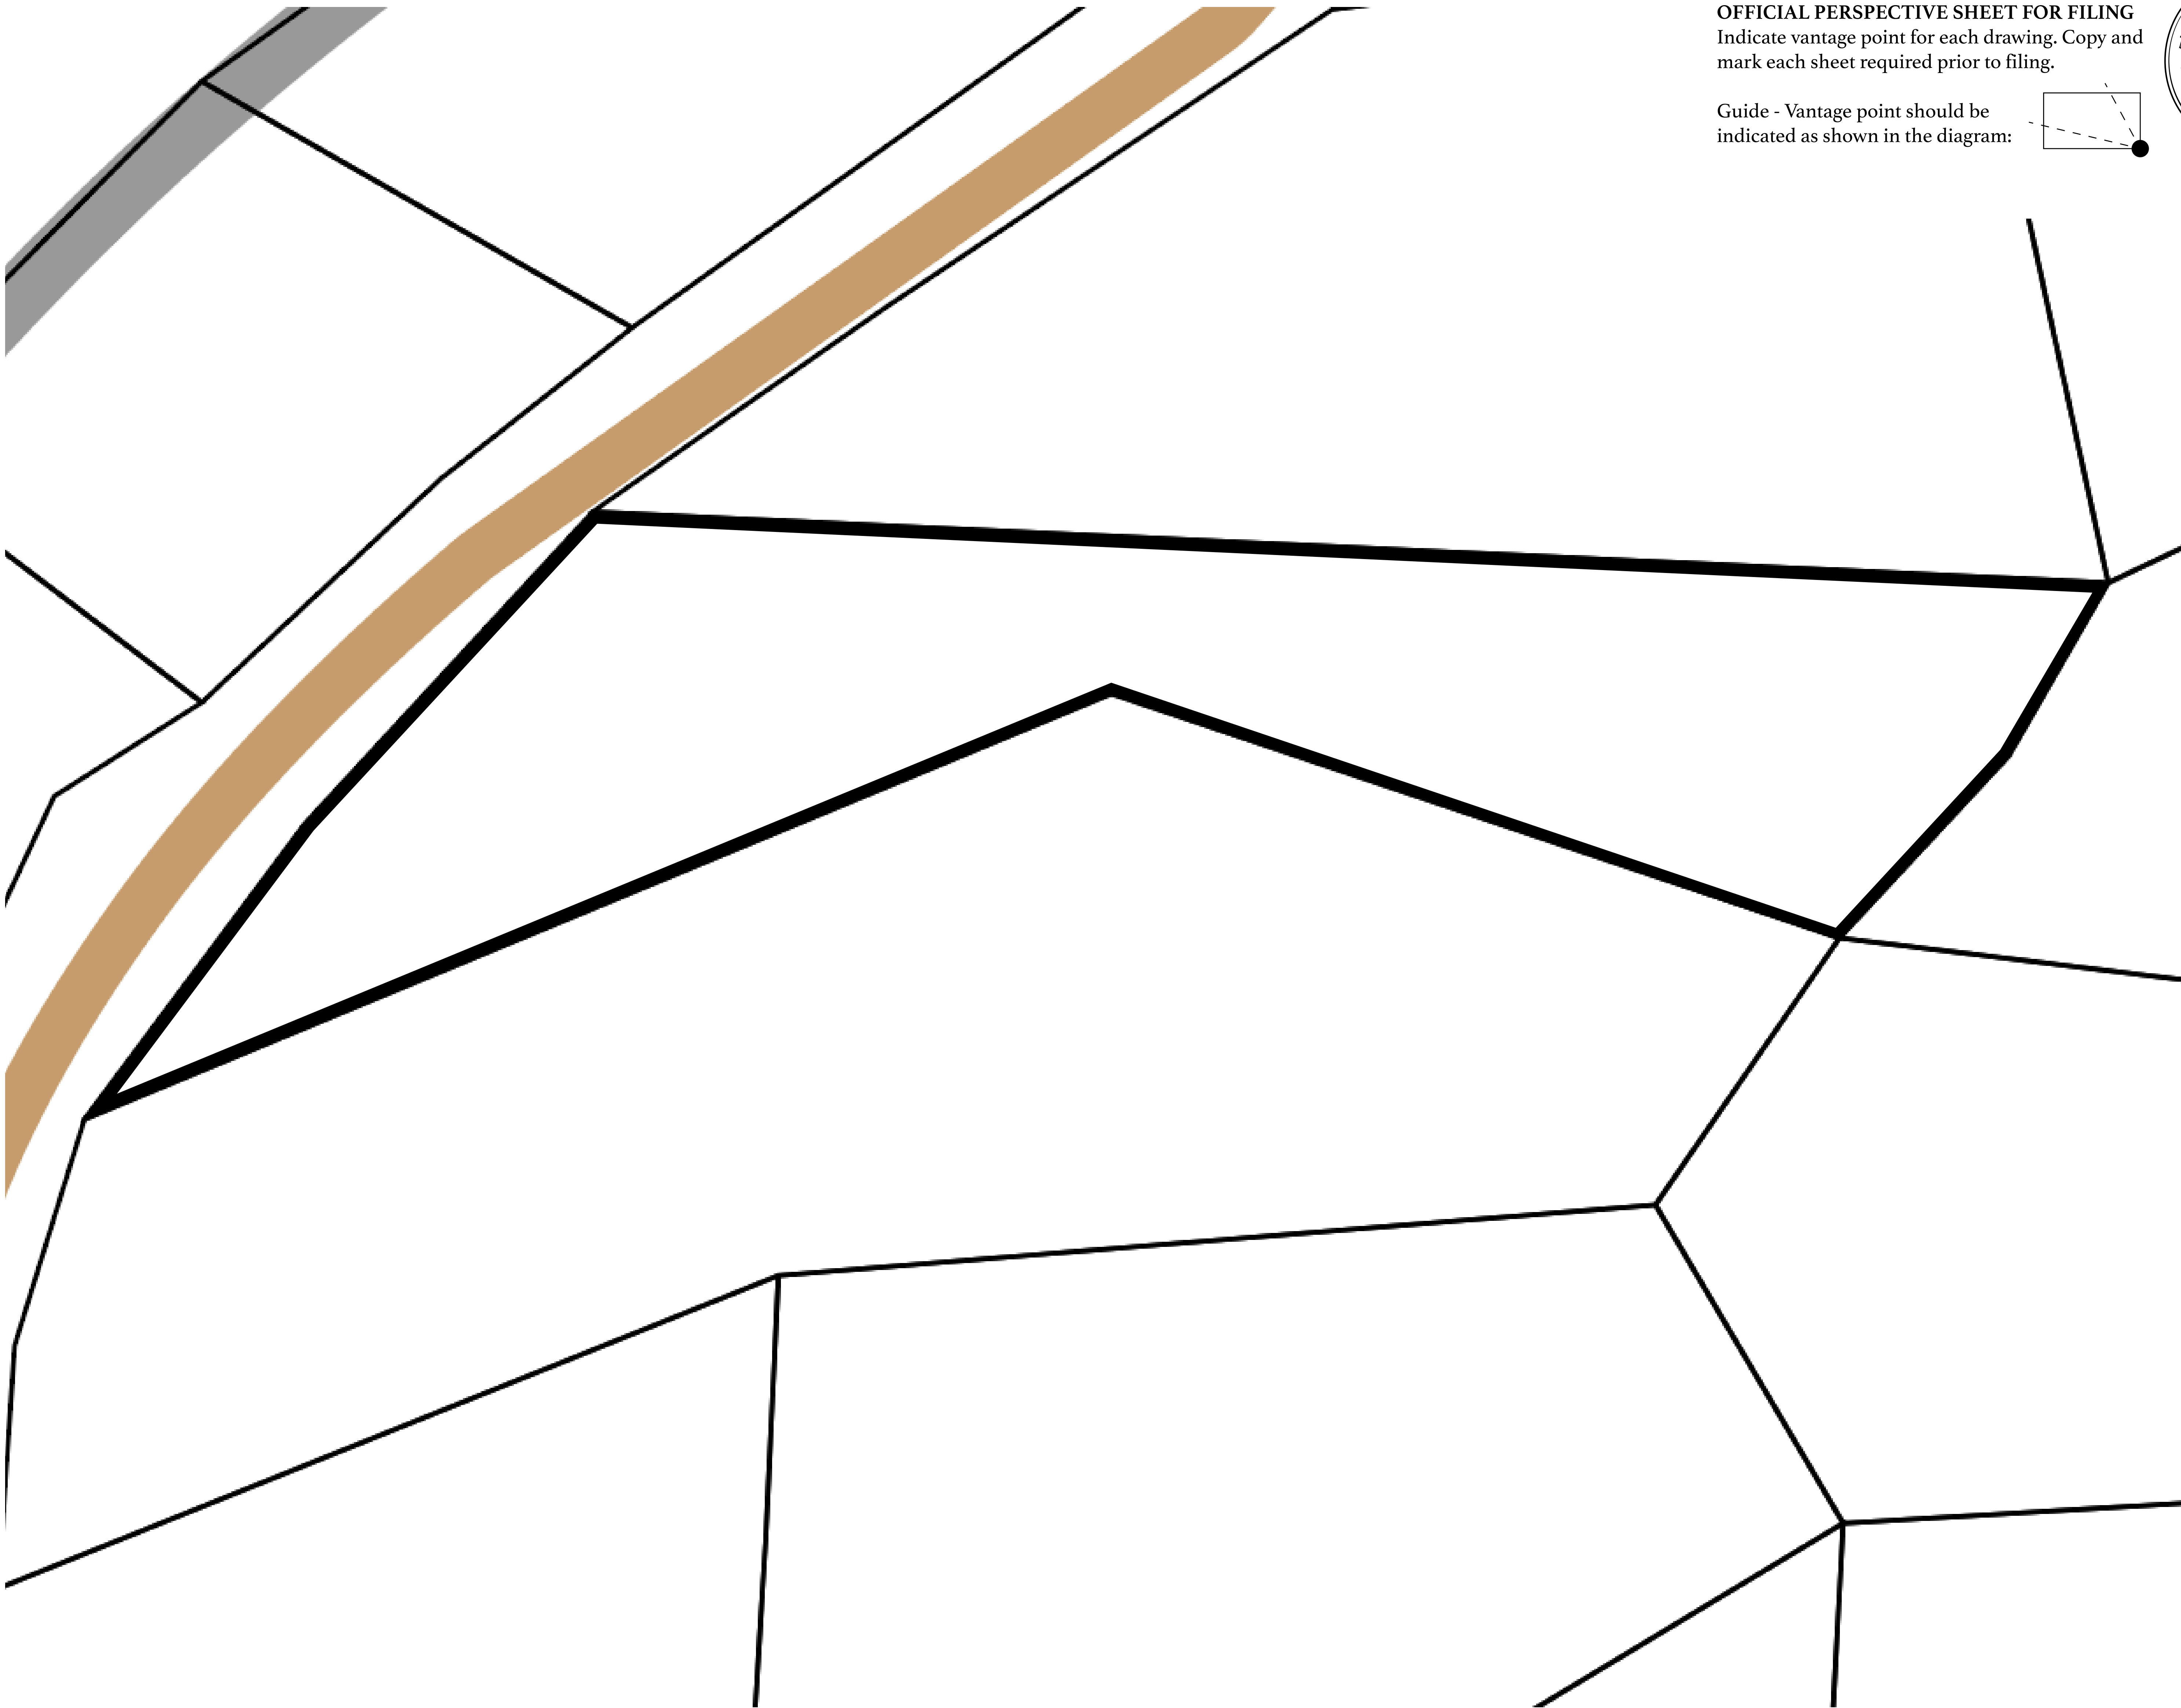 OFFICIAL PERSPECTIVE SHEET FOR FILING
Indicate vantage point for each drawing. Copy and
mark each sheet required prior to filing.
Guide - Vantage point should be
indicated as shown in the diagram: